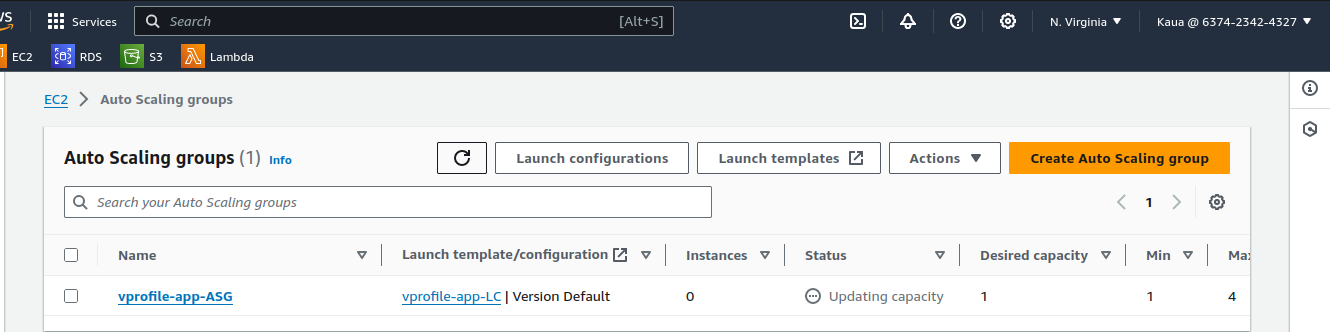 Services Search [Alt+S] N. Virginia Kaua @ 6374-2342-4327
EC2 RDS S3 Lambda
EC2 Auto Scaling groups
Auto Scaling groups (1) Info Launch configurations Launch templates Actions Create Auto Scaling group
Search your Auto Scaling groups 1
Name Launch template/configuration Instances Status Desired capacity Min
vprofile-app-ASG vprofile-app-LC | Version Default 0 Updating capacity 1 1 4